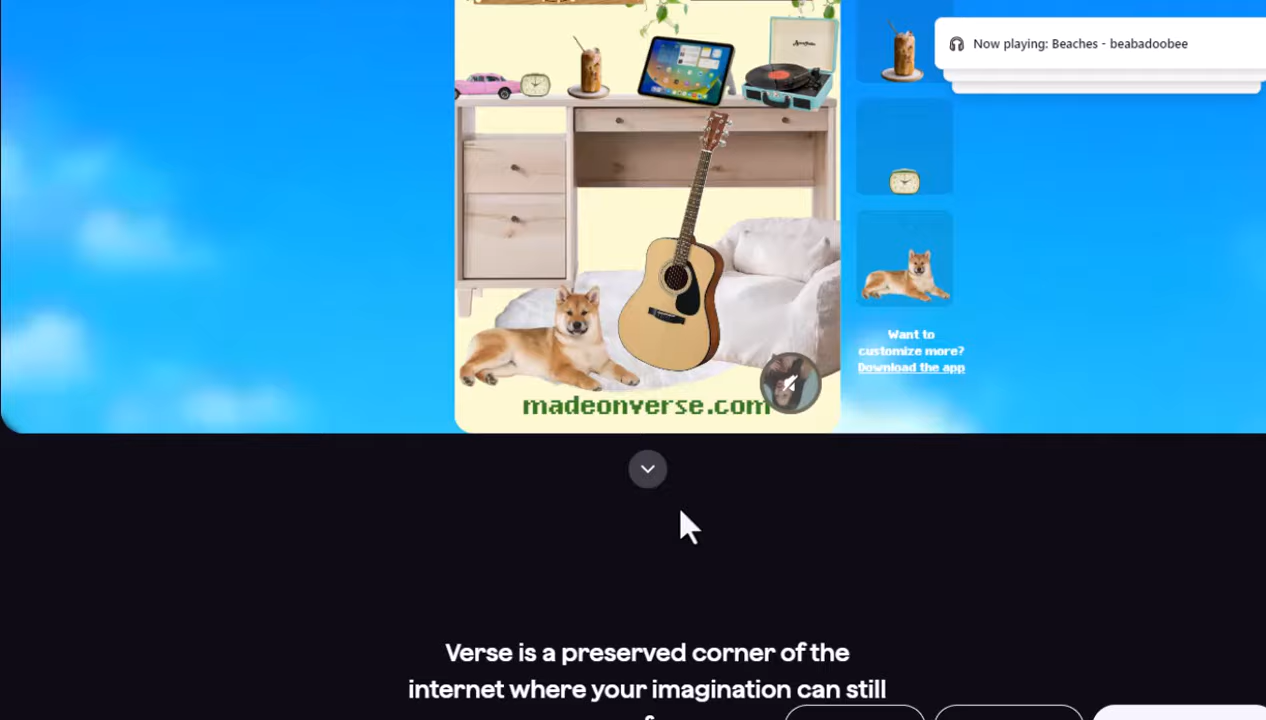 Now playing: Beaches - beabadoobee
Want to
customize more?
Download the app
madeonverse.com
Verse is a preserved corner of the
internet where your imagination can still